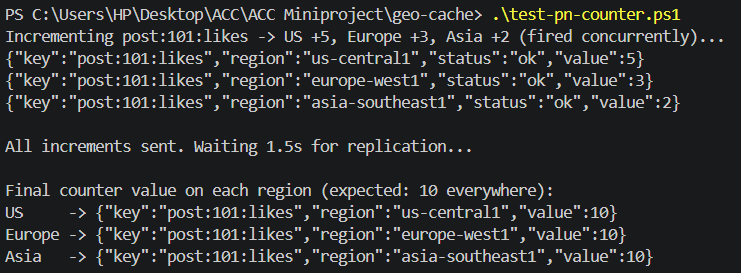 PS C:\Users\HP\Desktop\ACC\ACC Miniproject\geo-cache> .\test-pn-counter.ps1
Incrementing post:101:likes -> US +5, Europe +3, Asia +2 (fired concurrently)...
{"key":"post:101:likes","region":"us-central1","status":"ok","value":5}
{"key":"post:101:likes","region":"europe-west1","status":"ok","value":3}
{"key":"post:101:likes","region":"asia-southeast1","status":"ok","value":2}

All increments sent. Waiting 1.5s for replication...

Final counter value on each region (expected: 10 everywhere):
US     -> {"key":"post:101:likes","region":"us-central1","value":10}
Europe -> {"key":"post:101:likes","region":"europe-west1","value":10}
Asia   -> {"key":"post:101:likes","region":"asia-southeast1","value":10}